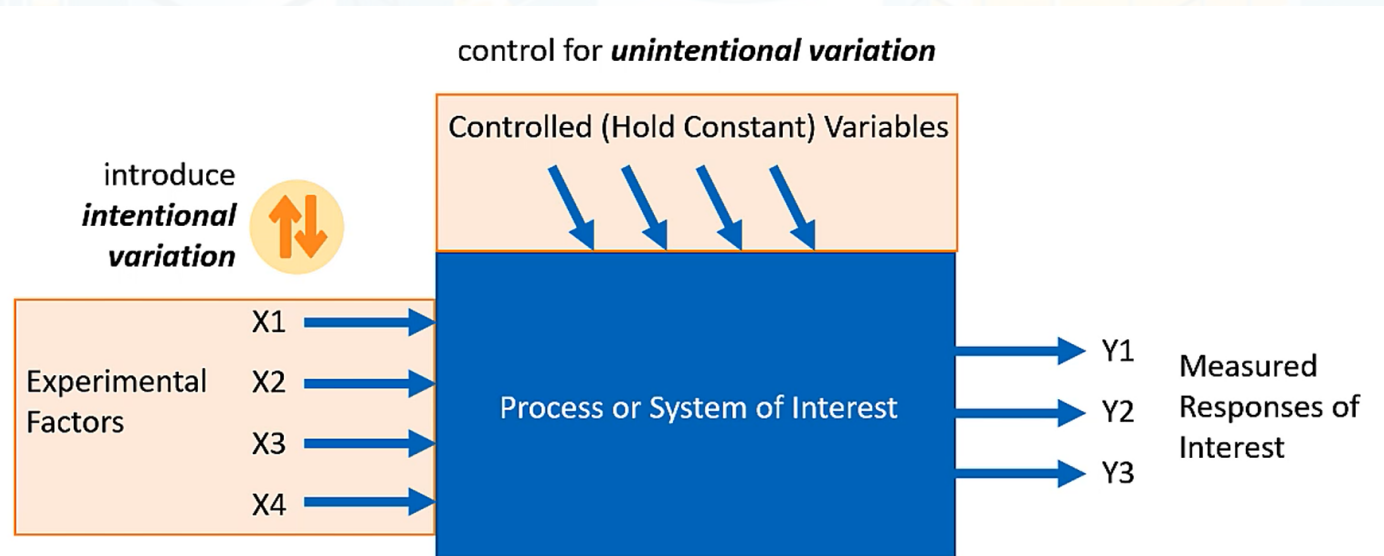 control for unintentional variation
Controlled (Hold Constant) Variables
introduce
intentional
variation
Experimental
Factors
X1
X2
X3
X4
Process or System of Interest
Y1
Y2
Y3
Measured
Responses of
Interest